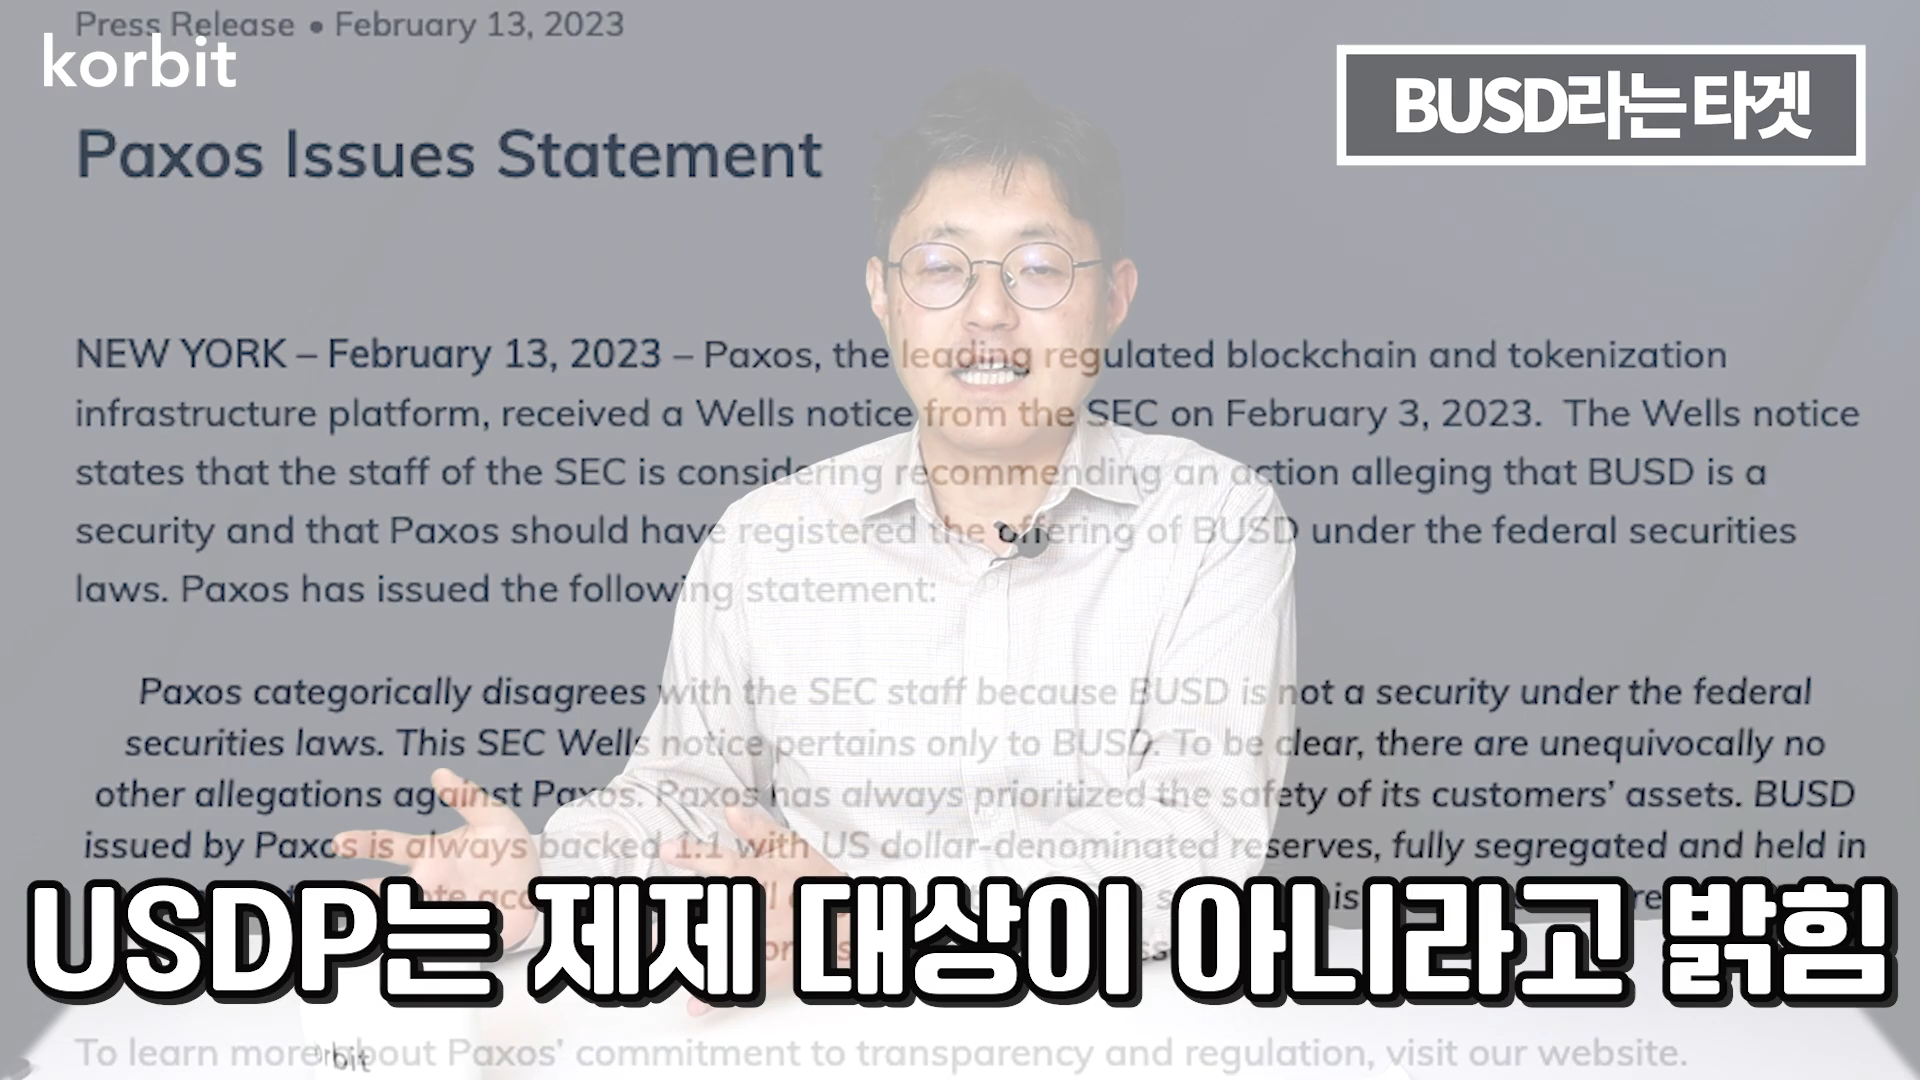 Press Release • February 13, 2023
korbit
BUSD라는 타겟
Paxos Issues Statement
NEW YORK – February 13, 2023 – Paxos, the leading regulated blockchain and tokenization
infrastructure platform, received a Wells notice from the SEC on February 3, 2023. The Wells notice
states that the staff of the SEC is considering recommending an action alleging that BUSD is a
security and that Paxos should have registered the offering of BUSD under the federal securities
laws. Paxos has issued the following statement:
Paxos categorically disagrees with the SEC staff because BUSD is not a security under the federal
securities laws. This SEC Wells notice pertains only to BUSD. To be clear, there are unequivocally no
other allegations against Paxos. Paxos has always prioritized the safety of its customers’ assets. BUSD
issued by Paxos is always backed 1:1 with US dollar-denominated reserves, fully segregated and held in
USDP는 제제 대상이 아니라고 밝힘
To learn more about Paxos’ commitment to transparency and regulation, visit our website.